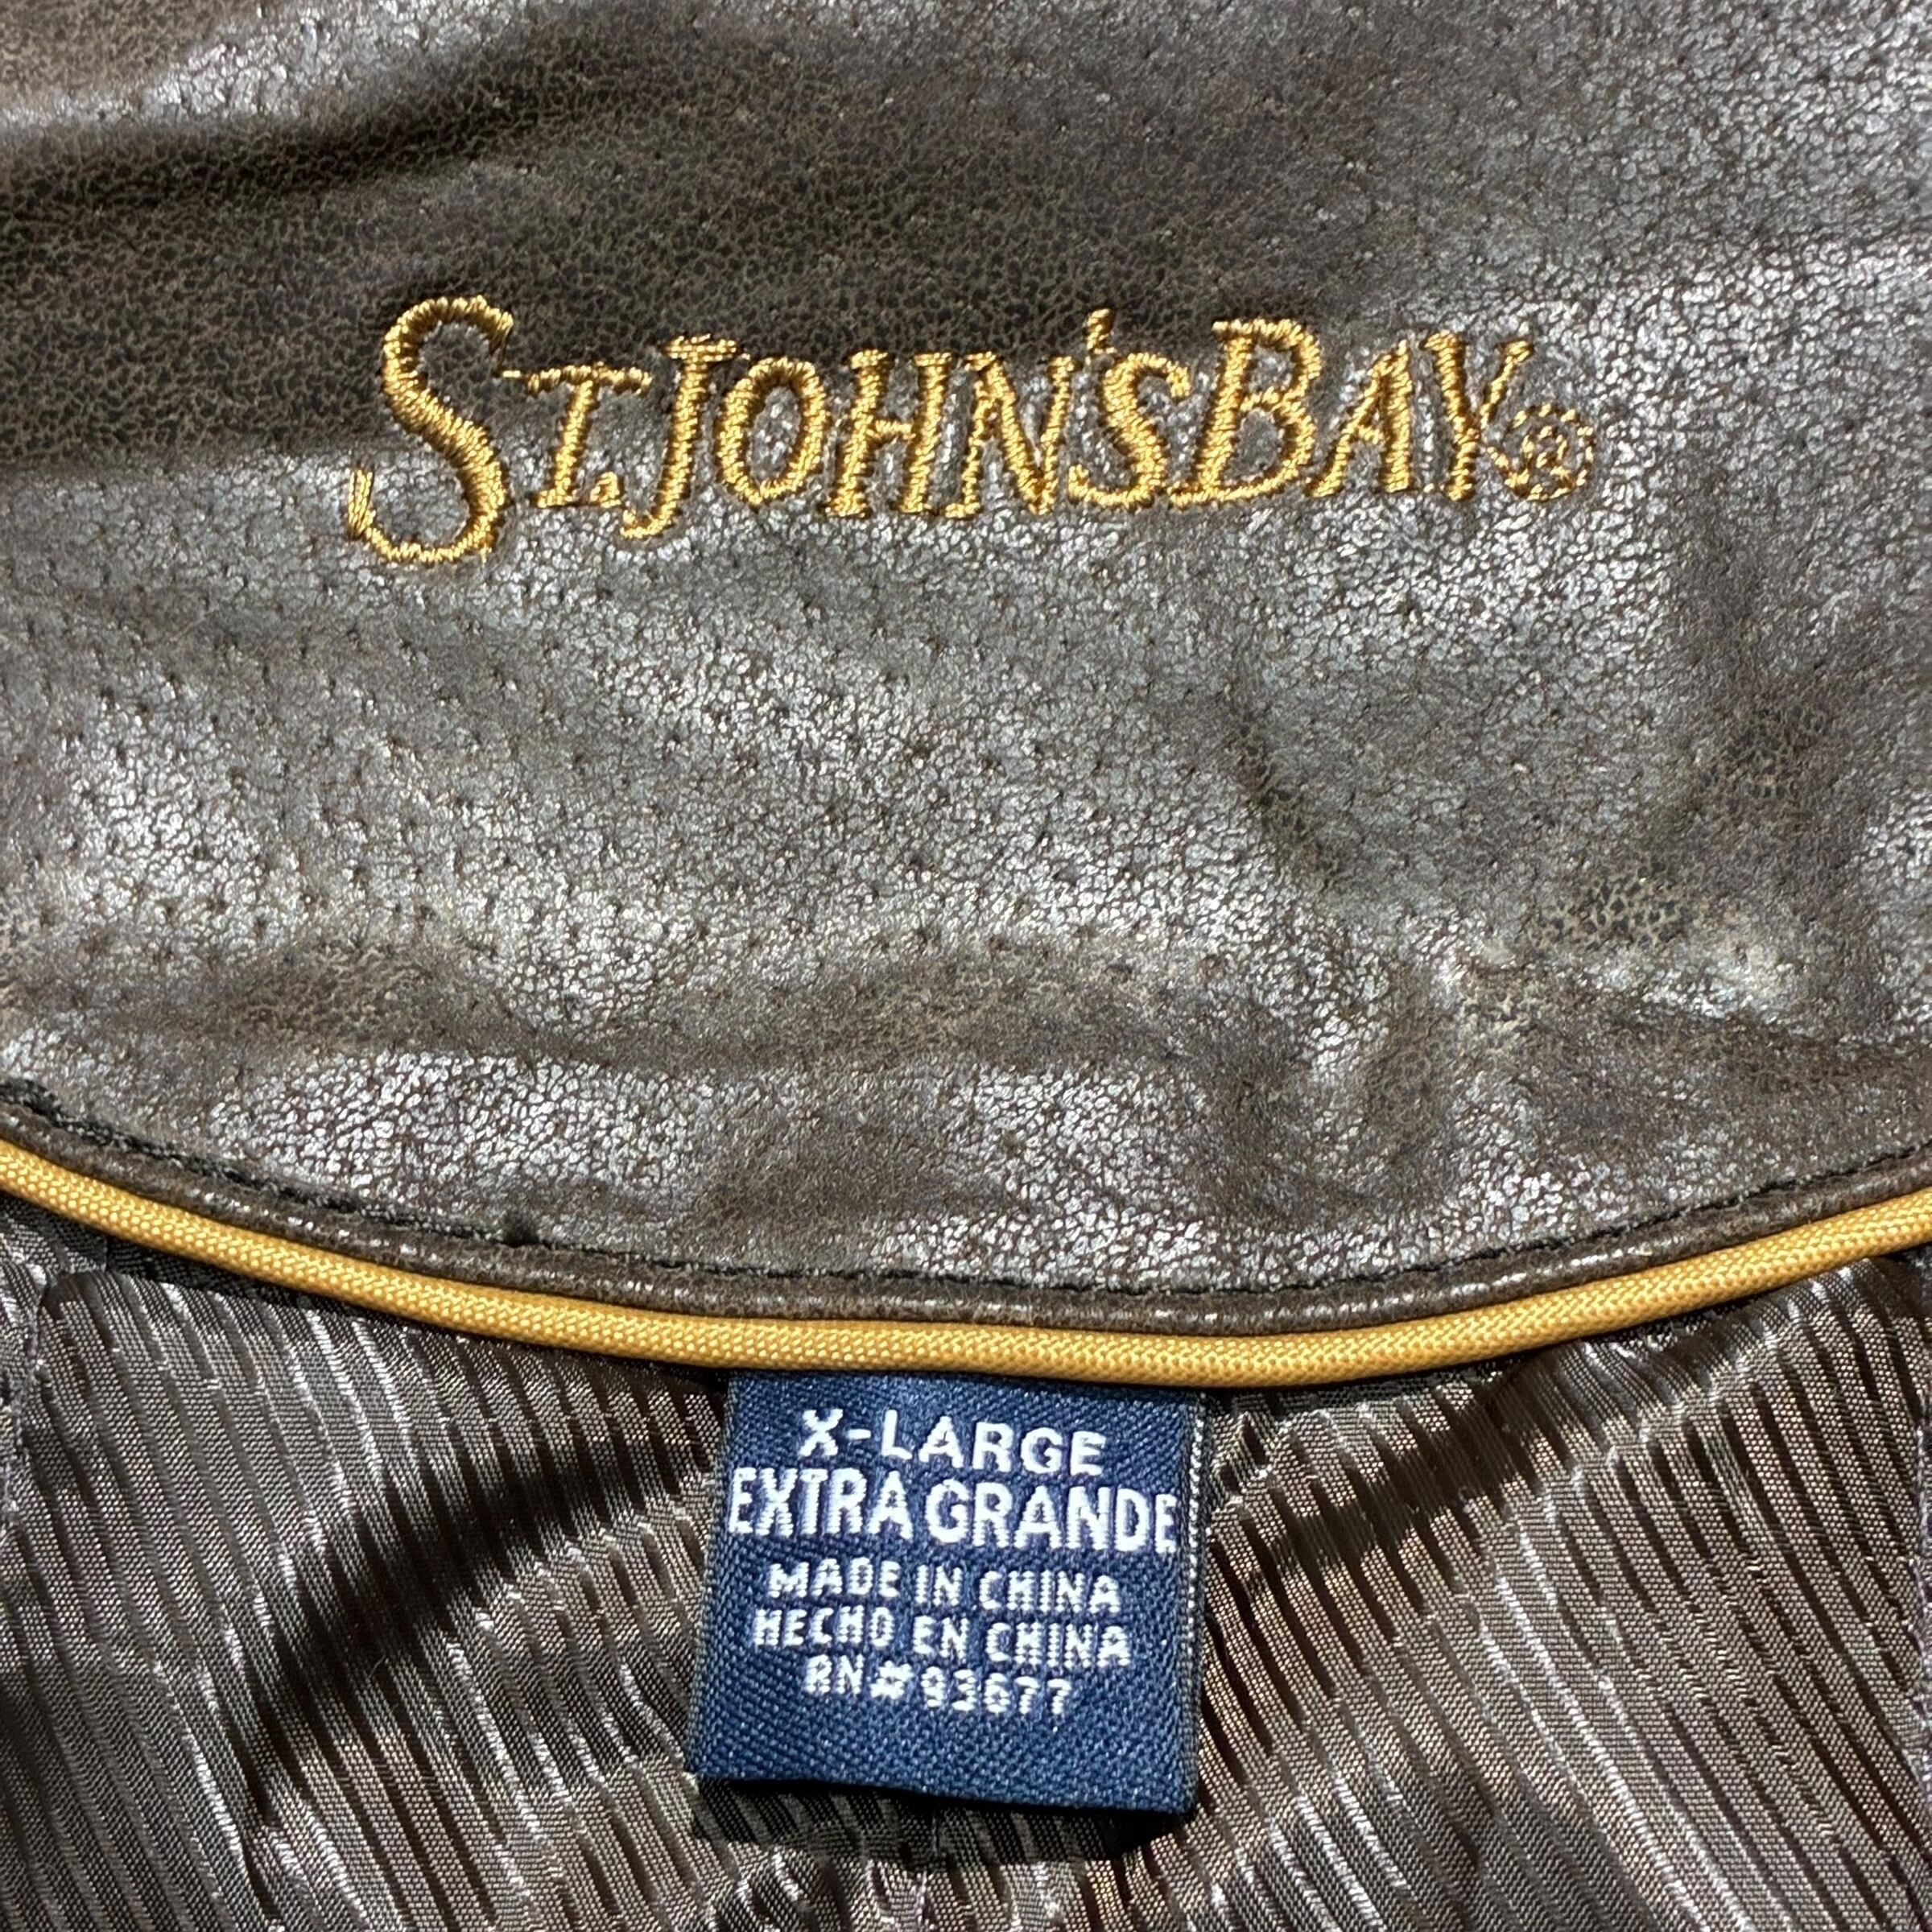 ST. JOHN'S BAY®
X-LARGE
EXTRA GRANDE
MADE IN CHINA
HECHO EN CHINA
RN#93677